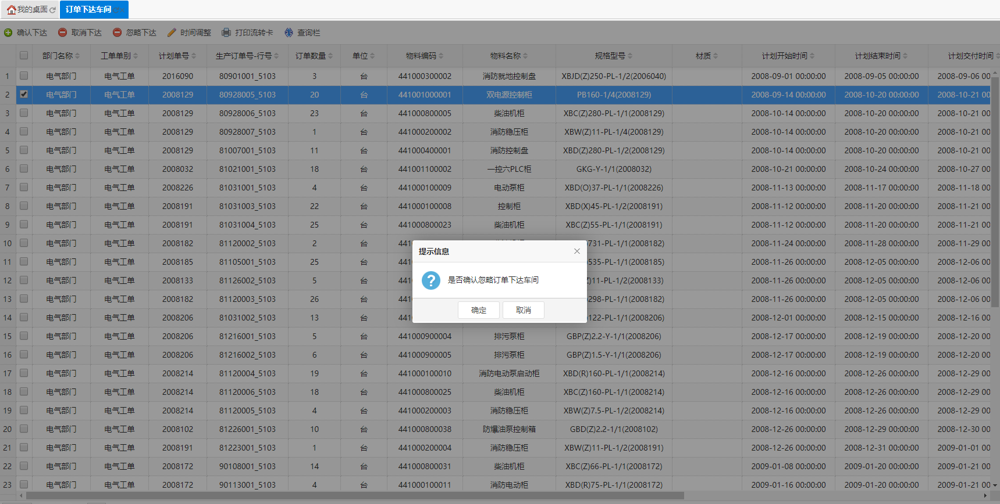 我的桌面 订单下达车间
确认下达 取消下达 忽略下达 时间调整 打印流转卡 查询栏
部门名称 工单单别 计划单号 生产订单号-行号 订单数量 单位 物料编码 物料名称 规格型号 材质 计划开始时间 计划结束时间 计划交付时间
1 电气部门 电气工单 2016090 80901001_5103 3 台 441000300002 消防就地控制盘 XBJD(Z)250-PL-1/2(2006040) 2008-09-01 00:00:00 2008-09-05 00:00:00 2008-09-06 00
2 电气部门 电气工单 2008129 80928005_5103 20 台 441001000001 双电源控制柜 PB160-1/4(2008129) 2008-09-14 00:00:00 2008-10-20 00:00:00 2008-10-21 00
3 电气部门 电气工单 2008129 80928006_5103 23 台 441000800005 柴油机柜 XBC(Z)280-PL-1/1(2008129) 2008-10-14 00:00:00 2008-10-20 00:00:00 2008-10-21 00
4 电气部门 电气工单 2008129 80928007_5103 1 台 441000200002 消防稳压柜 XBW(Z)11-PL-1/4(2008129) 2008-10-14 00:00:00 2008-10-20 00:00:00 2008-10-21 00
5 电气部门 电气工单 2008129 81007001_5103 11 台 441000400001 消防控制盘 XBD(Z)280-PL-1/2(2008129) 2008-10-14 00:00:00 2008-10-20 00:00:00 2008-10-21 00
6 电气部门 电气工单 2008032 81021001_5103 18 台 441001100002 一控六PLC柜 GKG-Y-1/1(2008032) 2008-10-21 00:00:00 2008-10-24 00:00:00 2008-10-27 00
7 电气部门 电气工单 2008226 81031001_5103 4 台 441000100009 电动泵柜 XBD(O)37-PL-1/1(2008226) 2008-11-13 00:00:00 2008-11-17 00:00:00 2008-11-18 00
8 电气部门 电气工单 2008191 81031003_5103 22 台 441000100008 控制柜 XBD(X)45-PL-1/2(2008191) 2008-11-12 00:00:00 2008-11-20 00:00:00 2008-11-21 00
9 电气部门 电气工单 2008191 81031004_5103 25 台 441000800023 柴油机柜 XBC(Z)55-PL-1/1(2008191) 2008-11-12 00:00:00 2008-11-20 00:00:00 2008-11-21 00
10 电气部门 电气工单 2008182 81120002_5103 2 台 441 731-PL-1/1(2008182) 2008-11-24 00:00:00 2008-11-28 00:00:00 2008-11-29 00
11 电气部门 电气工单 2008185 81105001_5103 25 台 441 535-PL-1/1(2008185) 2008-11-26 00:00:00 2008-12-05 00:00:00 2008-12-06 00
12 电气部门 电气工单 2008133 81126002_5103 5 台 441 Z)11-PL-1/1(2008133) 2008-11-26 00:00:00 2008-12-05 00:00:00 2008-12-06 00
13 电气部门 电气工单 2008182 81120003_5103 26 台 441 298-PL-1/1(2008182) 2008-11-26 00:00:00 2008-12-05 00:00:00 2008-12-06 00
14 电气部门 电气工单 2008206 81031002_5103 13 台 441 122-PL-1/1(2008206) 2008-12-01 00:00:00 2008-12-15 00:00:00 2008-12-16 00
提示信息
是否确认忽略订单下达车间
确定 取消
15 电气部门 电气工单 2008206 81216001_5103 5 台 441000900004 排污泵柜 GBP(Z)2.2-Y-1/1(2008206) 2008-12-17 00:00:00 2008-12-19 00:00:00 2008-12-20 00
16 电气部门 电气工单 2008206 81216002_5103 6 台 441000900005 排污泵柜 GBP(Z)1.5-Y-1/1(2008206) 2008-12-17 00:00:00 2008-12-19 00:00:00 2008-12-20 00
17 电气部门 电气工单 2008214 81120004_5103 19 台 441000100010 消防电动泵启动柜 XBD(R)160-PL-1/1(2008214) 2008-12-16 00:00:00 2008-12-26 00:00:00 2008-12-29 00
18 电气部门 电气工单 2008214 81120006_5103 18 台 441000800025 柴油机柜 XBC(Z)160-PL-1/1(2008214) 2008-12-16 00:00:00 2008-12-26 00:00:00 2008-12-29 00
19 电气部门 电气工单 2008214 81120005_5103 4 台 441000200003 消防稳压柜 XBW(Z)7.5-PL-1/2(2008214) 2008-12-16 00:00:00 2008-12-26 00:00:00 2008-12-29 00
20 电气部门 电气工单 2008102 81226001_5103 10 台 441000800038 防爆油泵控制箱 GBD(Z)2.2-1/1(2008102) 2008-12-26 00:00:00 2008-12-29 00:00:00 2008-12-30 00
21 电气部门 电气工单 2008191 81223001_5103 1 台 441000200004 消防稳压柜 XBW(Z)11-PL-1/2(2008191) 2008-12-26 00:00:00 2008-12-31 00:00:00 2009-01-01 00
22 电气部门 电气工单 2008172 90108001_5103 14 台 441000800031 柴油机柜 XBC(Z)66-PL-1/1(2008172) 2009-01-08 00:00:00 2009-01-20 00:00:00 2009-01-21 00
23 电气部门 电气工单 2008172 90113001_5103 4 台 441000100011 消防电动柜 XBD(R)75-PL-1/1(2008172) 2009-01-16 00:00:00 2009-01-20 00:00:00 2009-01-21 00